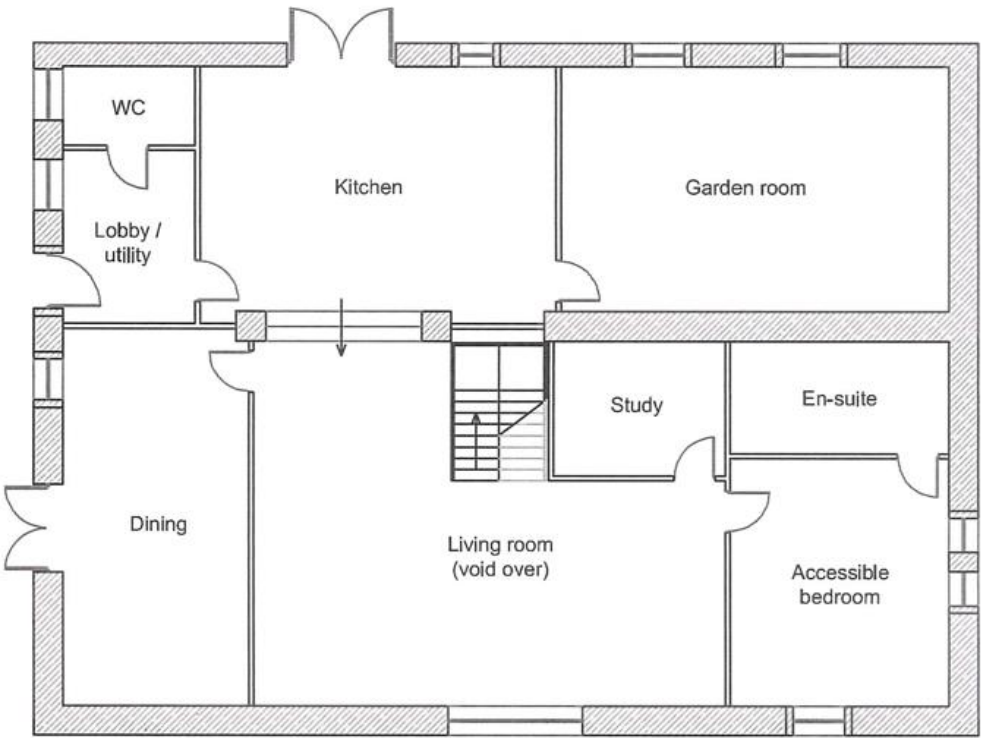 WC
Kitchen
Garden room
Lobby /
utility
Study
En-suite
Dining
Living room
(void over)
Accessible
bedroom